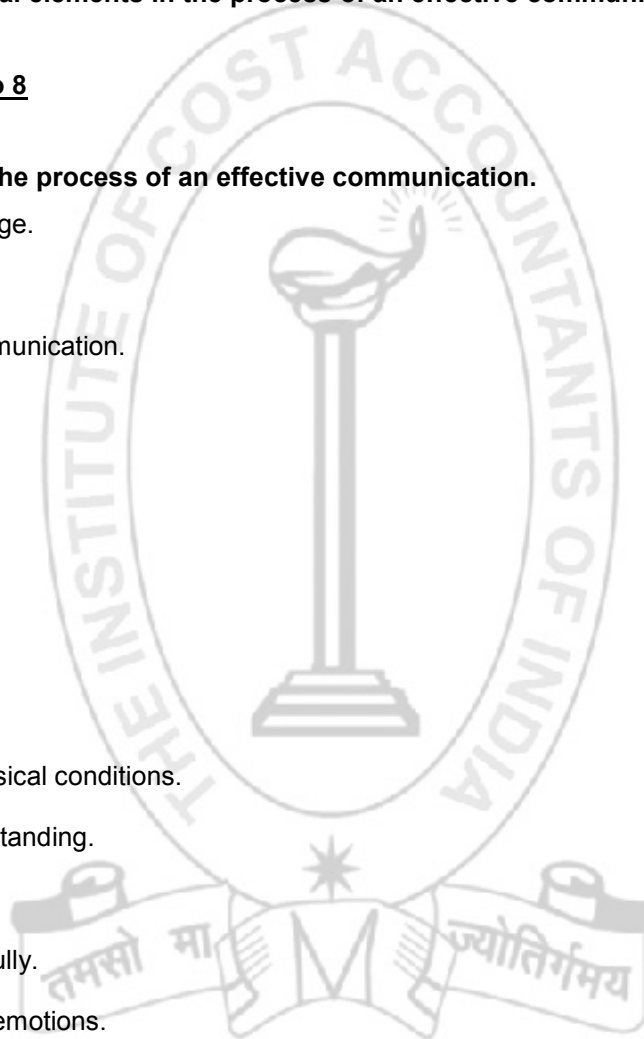 al elements in the process of an effective communi
o 8
he process of an effective communication.
ge.
munication.
THE INSTITUTE OF COST ACCOUNTANTS OF INDIA
sical conditions.
standing.
ully.
emotions.
तमसो मा ज्योतिर्गमय